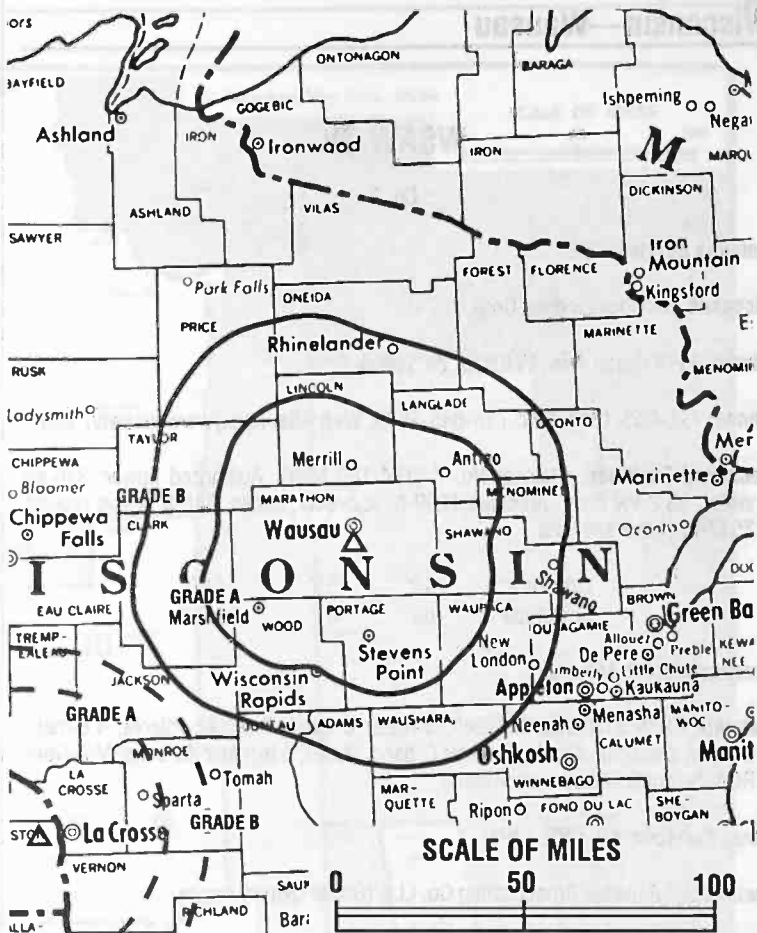 ONTONAGON
BARAGA
BAYFIELD
GOGEBIC
Ishpeming
Ashland
IRON
Ironwood
IRON
M
DICKINSON
ASHLAND
VILAS
SAWYER
Iron
Mountain
FOREST
FLORENCE
Park Falls
ONEIDA
Kingsford
PRICE
MARINETTE
Rhinelander
RUSK
LINCOLN
LANGLADE
Ladysmith
TAYLOR
OCONTO
CHIPPEWA
Merrill
Antigo
Marinette
Bloomer
GRADE B
MARATHON
MENOMINEE
Chippewa
Falls
CLARK
Wausau
SHAWANO
Oconto
I S C O N S I N
Shawano
EAU CLAIRE
GRADE A
Marshfield
WOOD
PORTAGE
WAUPACA
BROWN
TREMP-
EALEAU
OUTAGAMIE
Allouez
Preble
Stevens
Point
New
London
De Pere
JACKSON
Wisconsin
Rapids
Kimberly
Little Chute
Appleton
Kaukauna
GRADE A
JUNEAU
ADAMS
WAUSHARA
Neenah
Menasha
MANITO-
WOC
MONROE
Oshkosh
CALUMET
LA
CROSSE
Tomah
MAR-
QUETTE
WINNEBAGO
Sparta
SHE-
BOYGAN
GRADE B
Ripon
FOND DU LAC
La Crosse
VERNON
SCALE OF MILES
0 50 100
RICHLAND